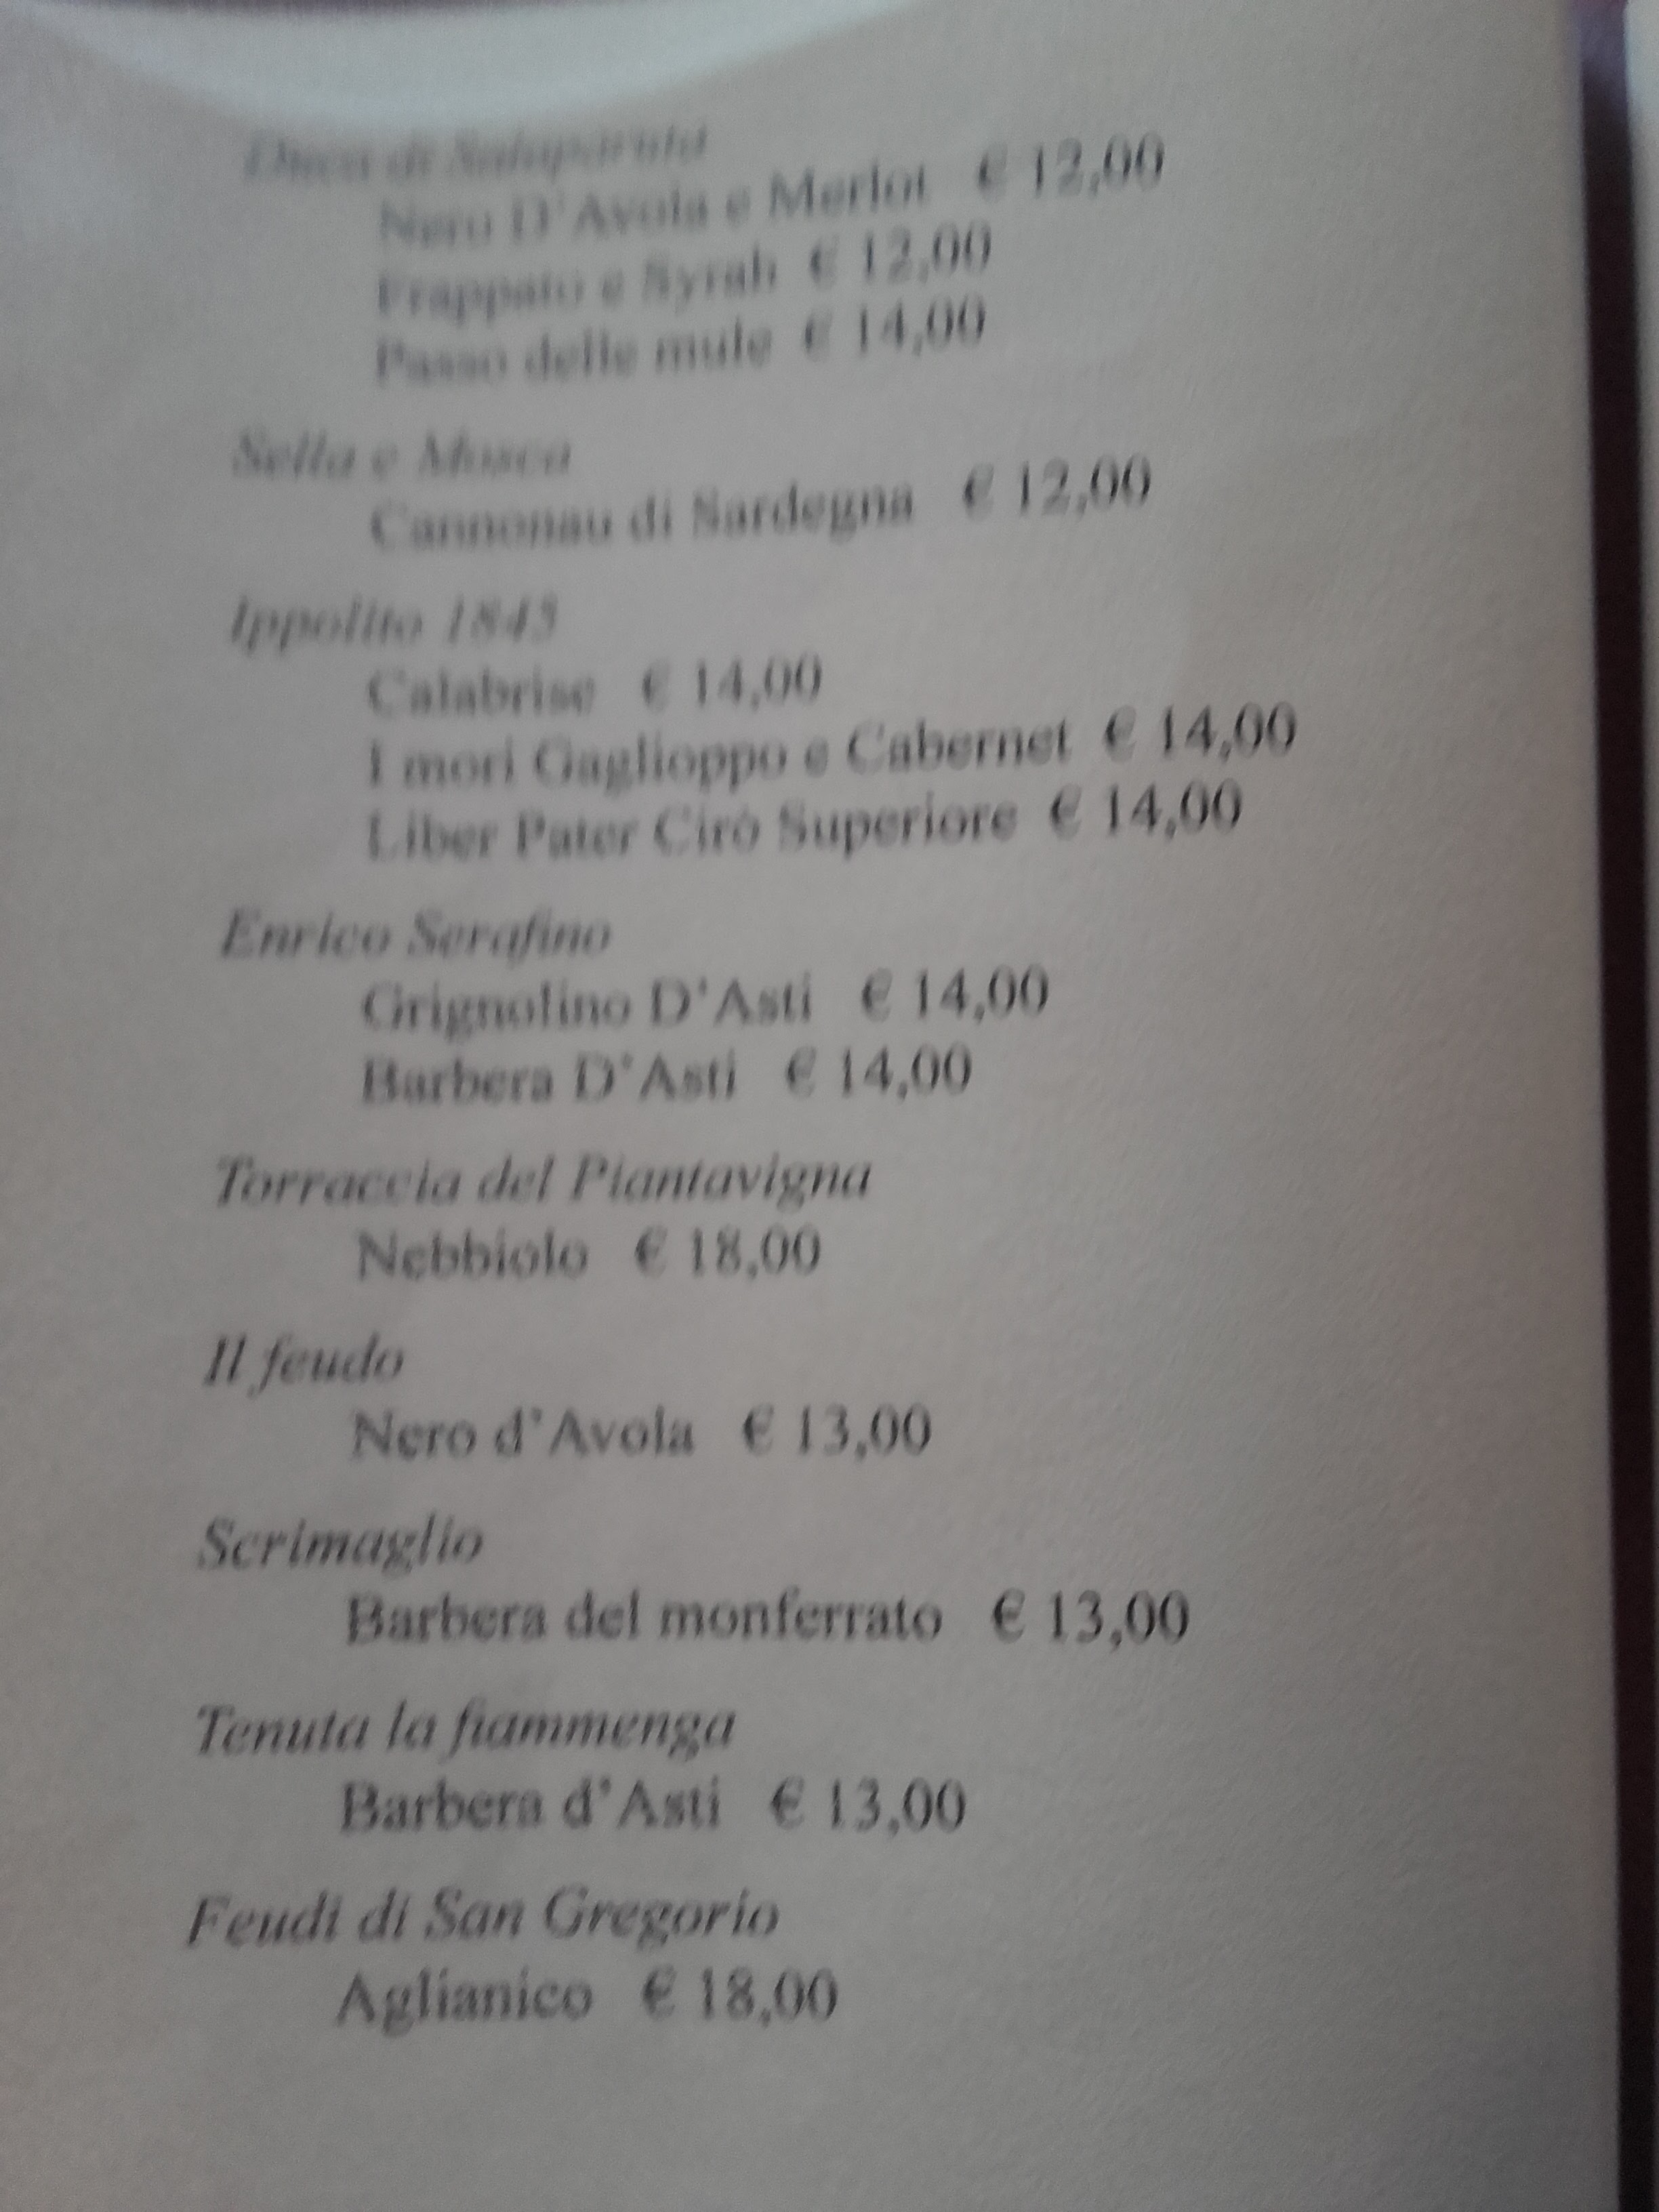 Duca di Salaparuta
Nero D'Avola e Merlot € 12,00
Frappato e Syrah € 12,00
Passo delle mule € 14,00
Sella e Mosca
Cannonau di Sardegna € 12,00
Ippolito 1845
Calabrise € 14,00
I mori Gaglioppo e Cabernet € 14,00
Liber Pater Cirò Superiore € 14,00
Enrico Serafino
Grignolino D'Asti € 14,00
Barbera D'Asti € 14,00
Torraccia del Piantavigna
Nebbiolo € 18,00
Il feudo
Nero d'Avola € 13,00
Scrimaglio
Barbera del monferrato € 13,00
Tenuta la fiammenga
Barbera d'Asti € 13,00
Feudi di San Gregorio
Aglianico € 18,00